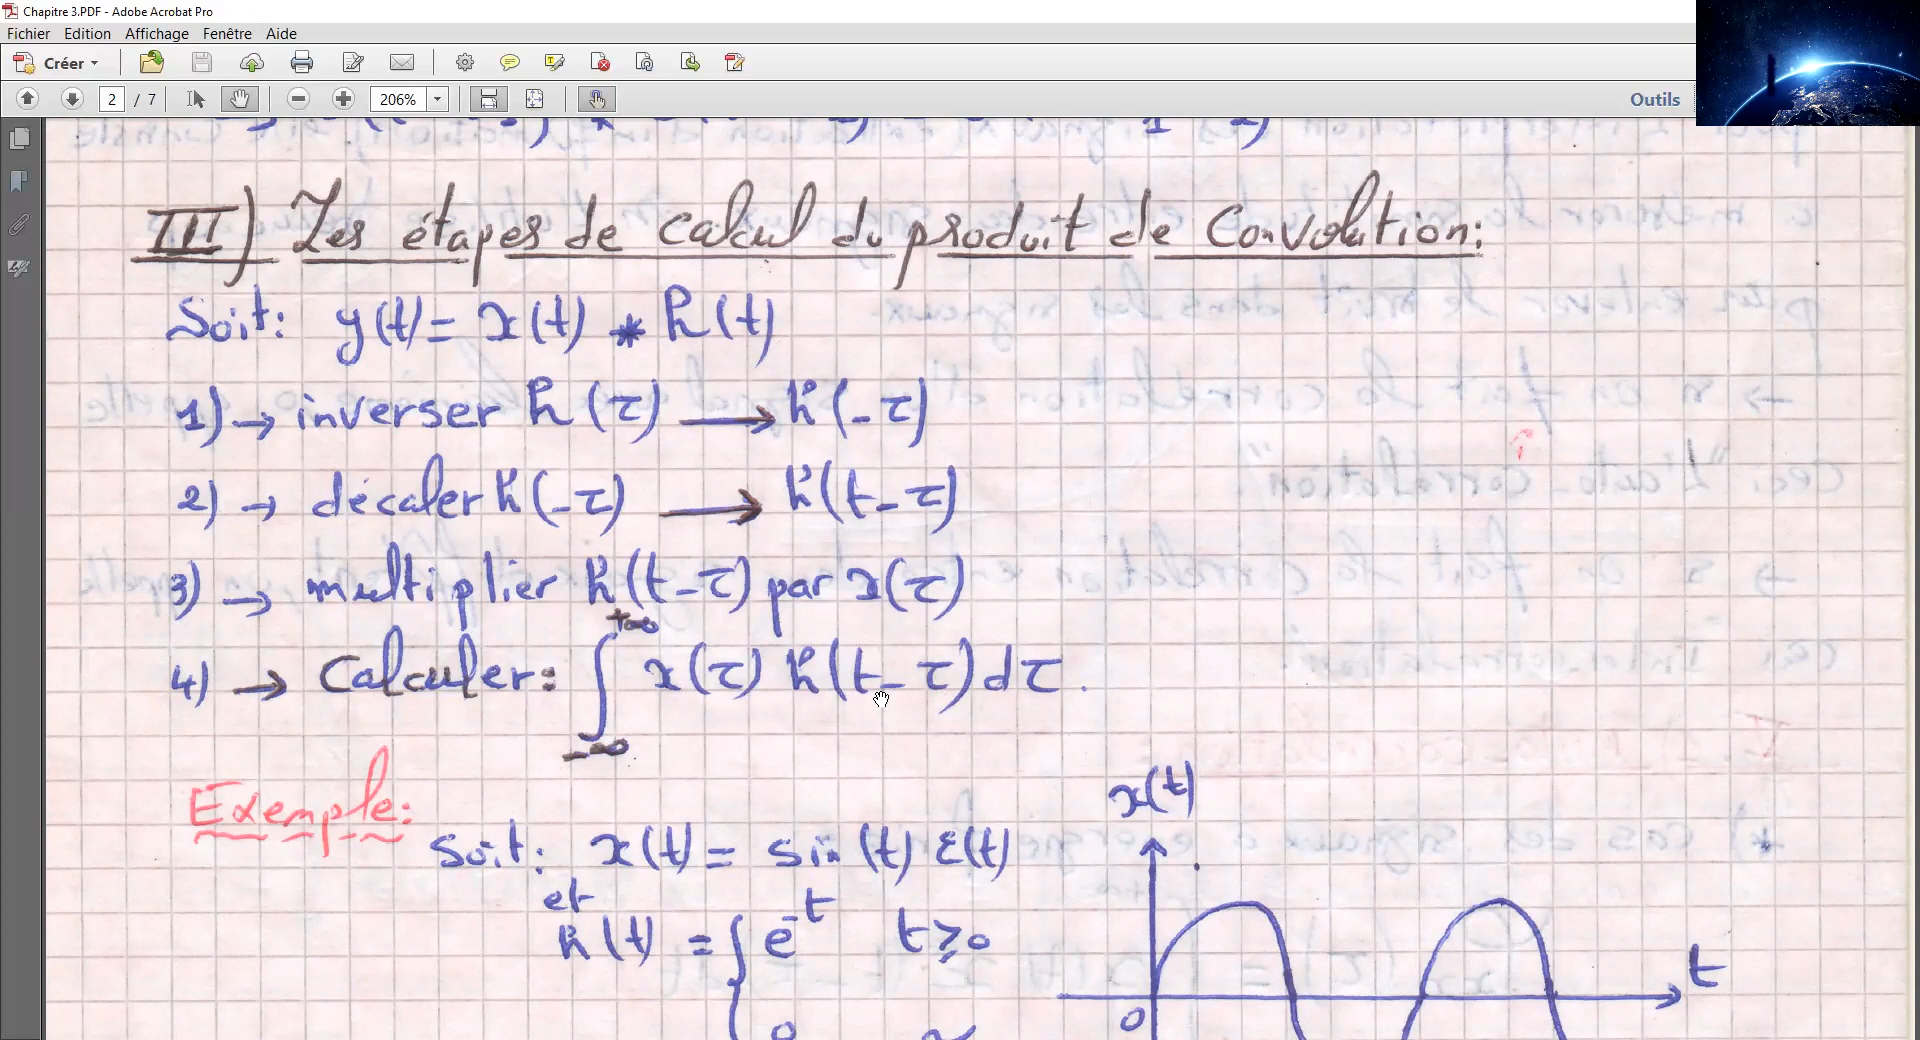 Chapitre 3.PDF - Adobe Acrobat Pro
Fichier Edition Affichage Fenêtre Aide
Créer
2 / 7 206% Outils
III) Les étapes de calcul du produit de Convolution:
Soit: y(t) = x(t) * h(t)
1) → inverser h(τ) → h(-τ)
2) → décaler h(-τ) → h(t-τ)
3) → multiplier h(t-τ) par x(τ)
4) → Calculer: ∫_{-∞}^{+∞} x(τ) h(t-τ) dτ.
Exemple:
x(t)
Soit: x(t) = sin(t) ε(t)
et
h(t) = { e^{-t} t ≥ 0
t
0
0